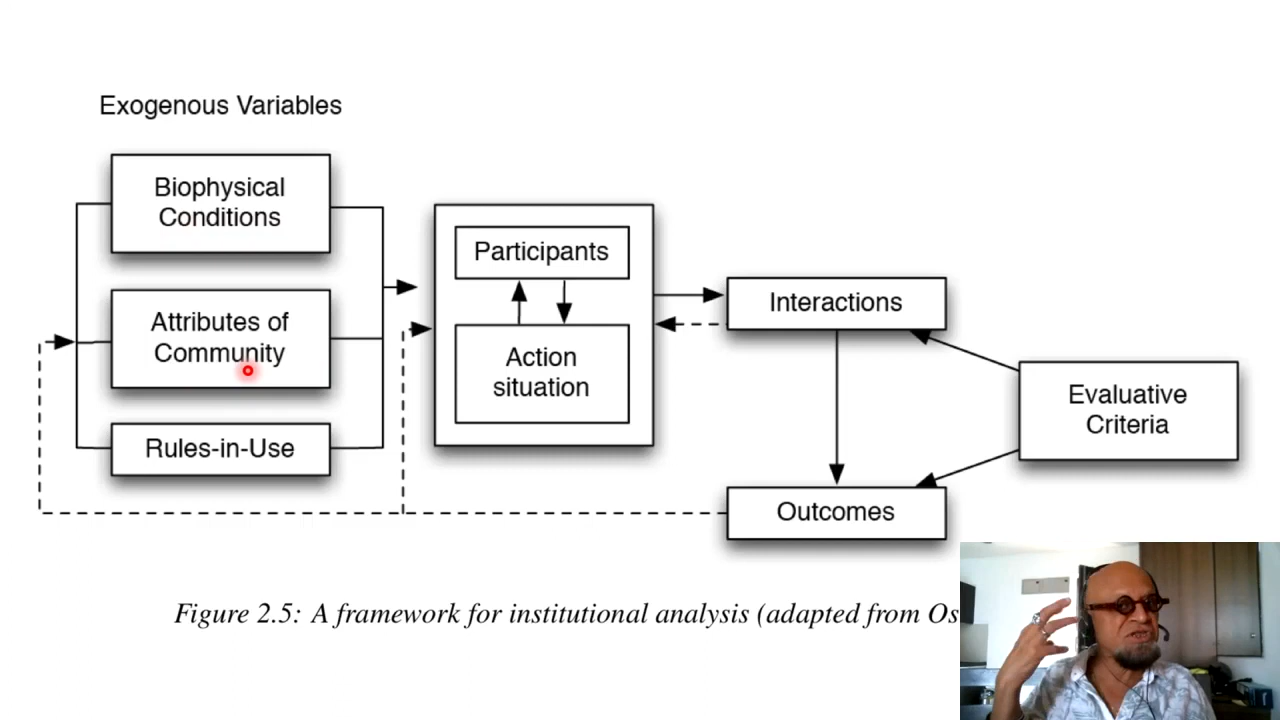 Exogenous Variables
Biophysical
Conditions
Attributes of
Community
Rules-in-Use
Participants
Action
situation
Interactions
Outcomes
Evaluative
Criteria
Figure 2.5: A framework for institutional analysis (adapted from Os